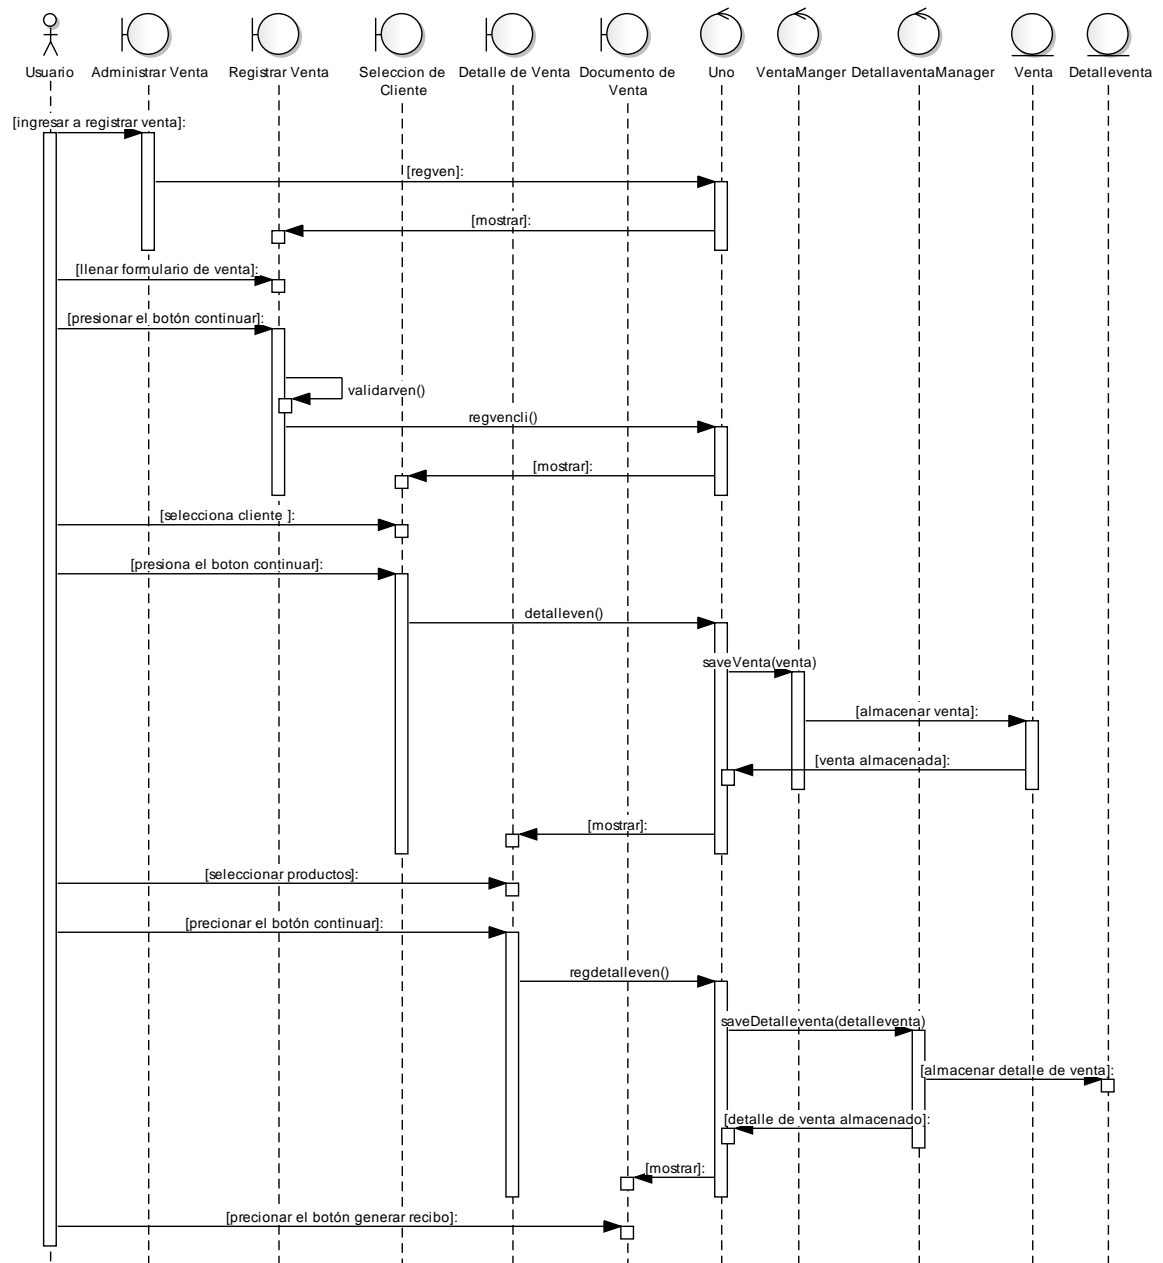 Usuario
Administrar Venta
Registrar Venta
Seleccion de
Cliente
Detalle de Venta
Documento de
Venta
Uno
VentaManger
DetallaventaManager
Venta
Detalleventa
[ingresar a registrar venta]:
[regven]:
[mostrar]:
[llenar formulario de venta]:
[presionar el botón continuar]:
validarven()
regvencli()
[mostrar]:
[selecciona cliente ]:
[presiona el boton continuar]:
detalleven()
saveVenta(venta)
[almacenar venta]:
[venta almacenada]:
[mostrar]:
[seleccionar productos]:
[precionar el botón continuar]:
regdetalleven()
saveDetalleventa(detalleventa)
[almacenar detalle de venta]:
[detalle de venta almacenado]:
[mostrar]:
[precionar el botón generar recibo]: